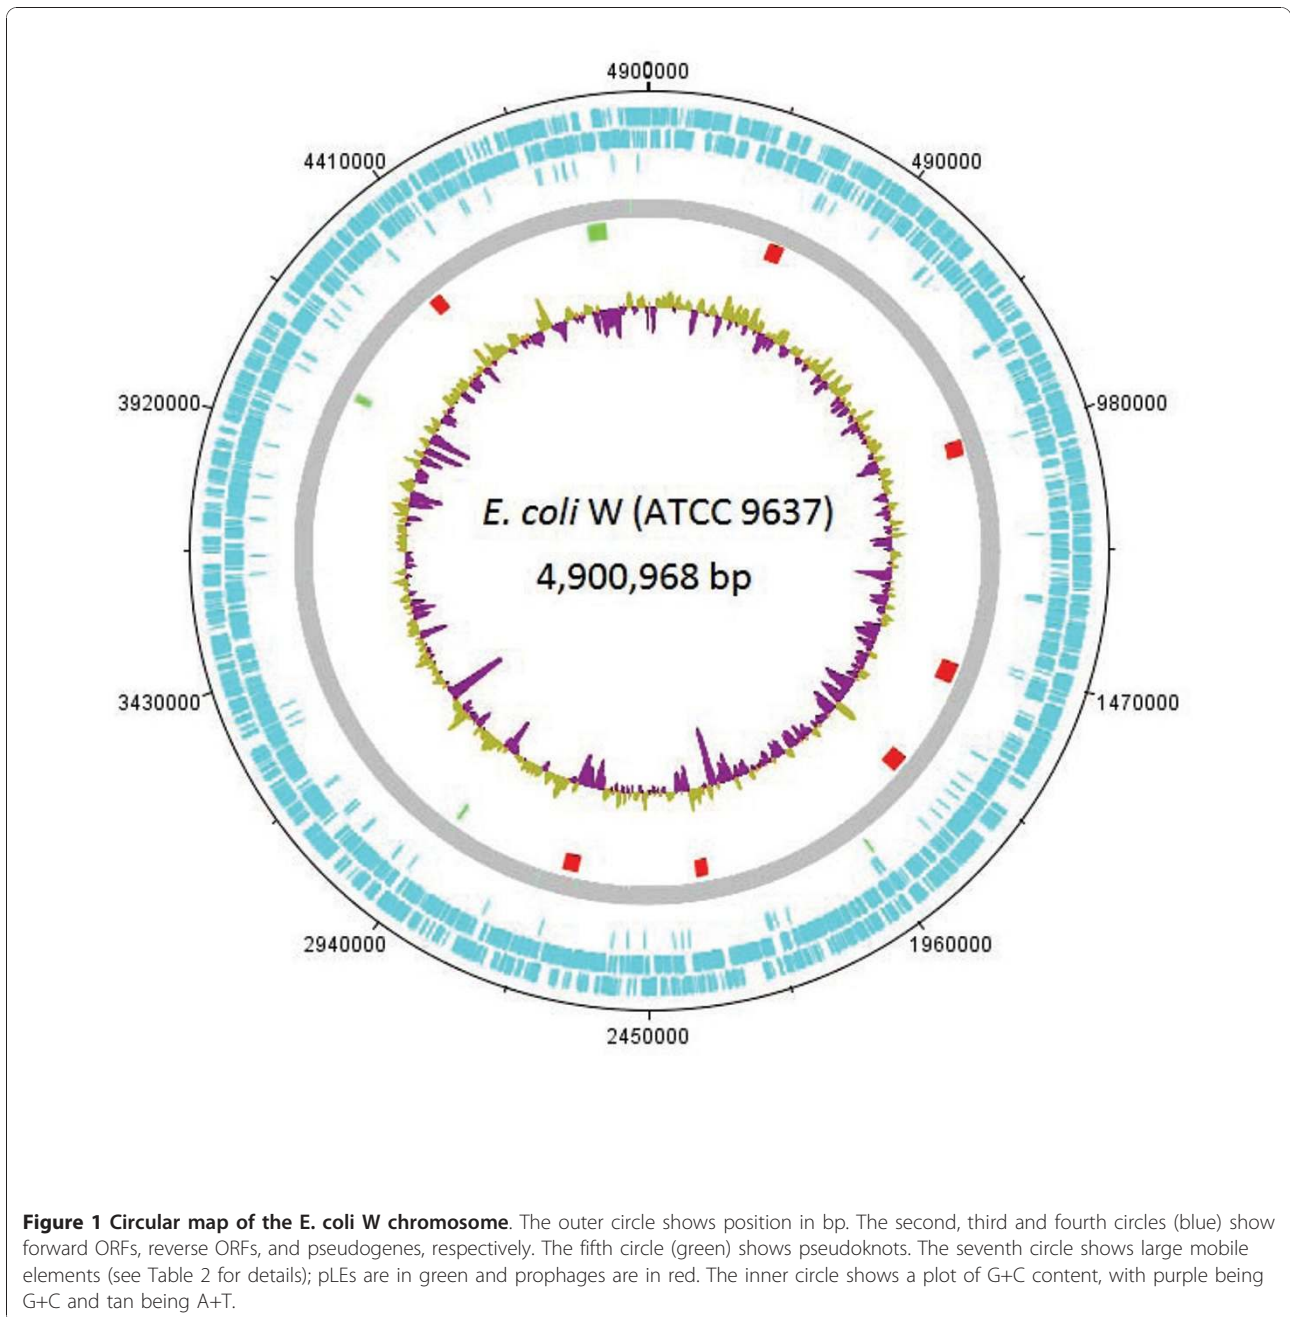 4900000
0
4410000
490000
3920000
980000
E. coli W (ATCC 9637)
4,900,968 bp
3430000
1470000
2940000
1960000
2450000
Figure 1 Circular map of the E. coli W chromosome. The outer circle shows position in bp. The second, third and fourth circles (blue) show
forward ORFs, reverse ORFs, and pseudogenes, respectively. The fifth circle (green) shows pseudoknots. The seventh circle shows large mobile
elements (see Table 2 for details); pLEs are in green and prophages are in red. The inner circle shows a plot of G+C content, with purple being
G+C and tan being A+T.